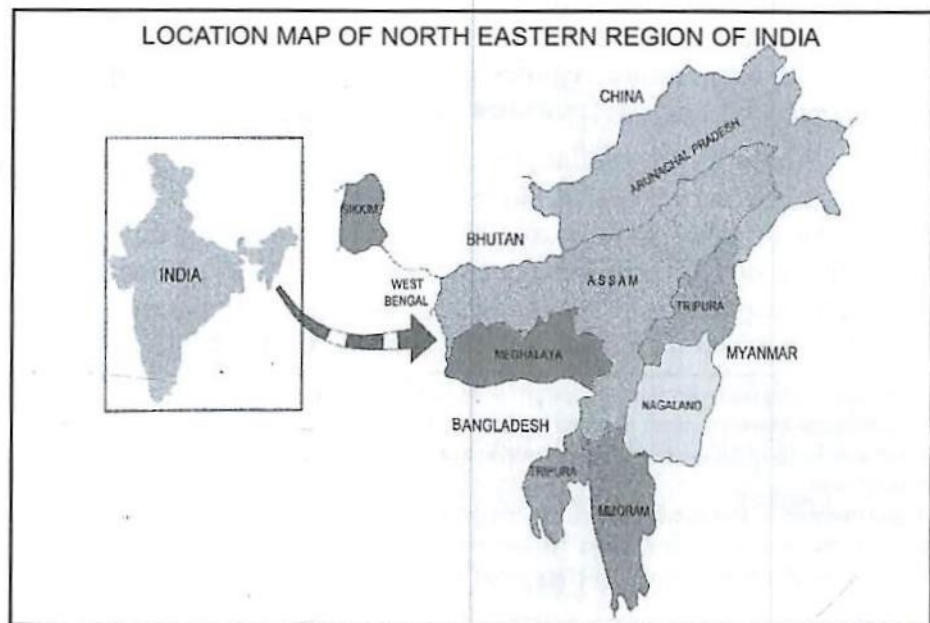 LOCATION MAP OF NORTH EASTERN REGION OF INDIA
CHINA
ARUNACHAL PRADESH
SIKKIM
BHUTAN
INDIA
WEST
BENGAL
ASSAM
TRIPURA
MEGHALAYA
MYANMAR
NAGALAND
BANGLADESH
TRIPURA
MIZORAM